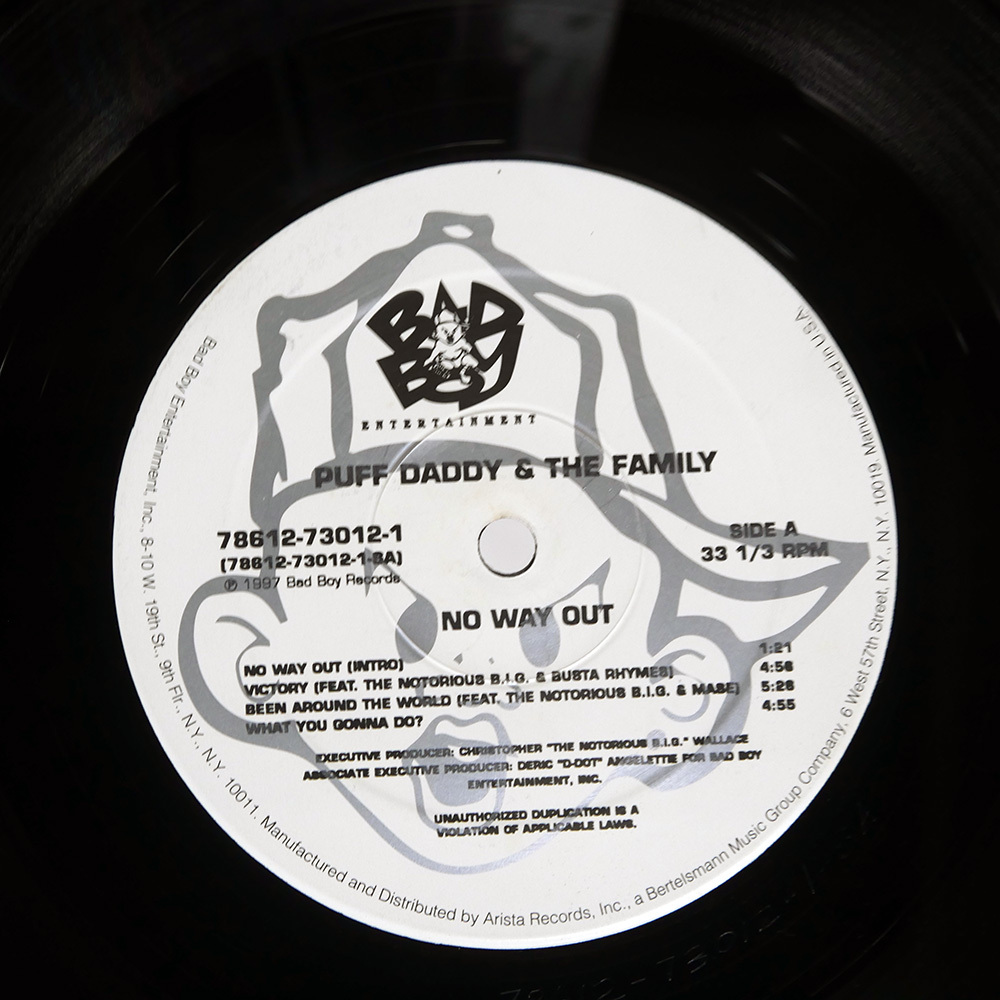 BAD BOY
ENTERTAINMENT
PUFF DADDY & THE FAMILY
78612-73012-1
(78612-73012-1-SA)
℗ 1997 Bad Boy Records
SIDE A
33 1/3 RPM
NO WAY OUT
NO WAY OUT (INTRO) 1:21
VICTORY (FEAT. THE NOTORIOUS B.I.G. & BUSTA RHYMES) 4:56
BEEN AROUND THE WORLD (FEAT. THE NOTORIOUS B.I.G. & MASE) 5:26
WHAT YOU GONNA DO? 4:55
EXECUTIVE PRODUCER: CHRISTOPHER "THE NOTORIOUS B.I.G." WALLACE
ASSOCIATE EXECUTIVE PRODUCER: DERIC "D-DOT" ANGELETTIE FOR BAD BOY
ENTERTAINMENT, INC.
UNAUTHORIZED DUPLICATION IS A
VIOLATION OF APPLICABLE LAWS.
Bad Boy Entertainment, Inc., 8-10 W. 19th St., 9th Flr., N.Y., N.Y. 10011. Manufactured and Distributed by Arista Records, Inc., a Bertelsmann Music Group Company, 6 West 57th Street, N.Y., N.Y. 10019. Manufactured in U.S.A.